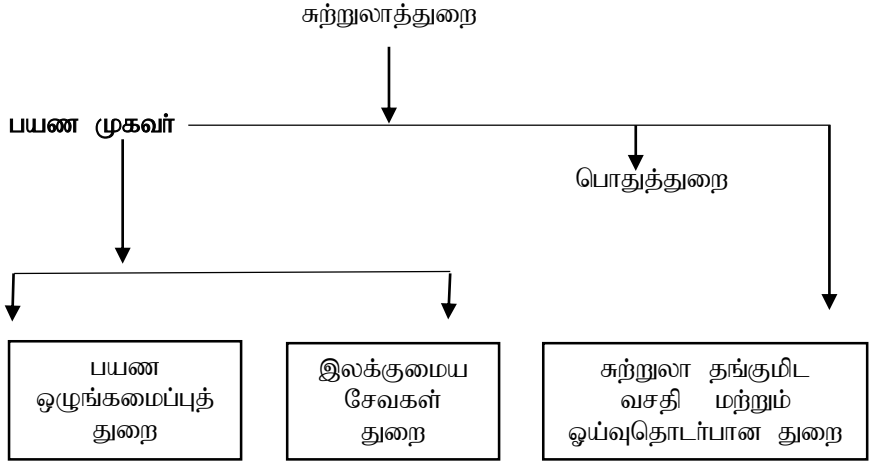 சுற்றுலாத்துறை
பயண முகவர்
பொதுத்துறை
பயண
ஒழுங்கமைப்புத்
துறை
இலக்குமைய
சேவகள்
துறை
சுற்றுலா தங்குமிட
வசதி மற்றும்
ஓய்வுதொடர்பான துறை